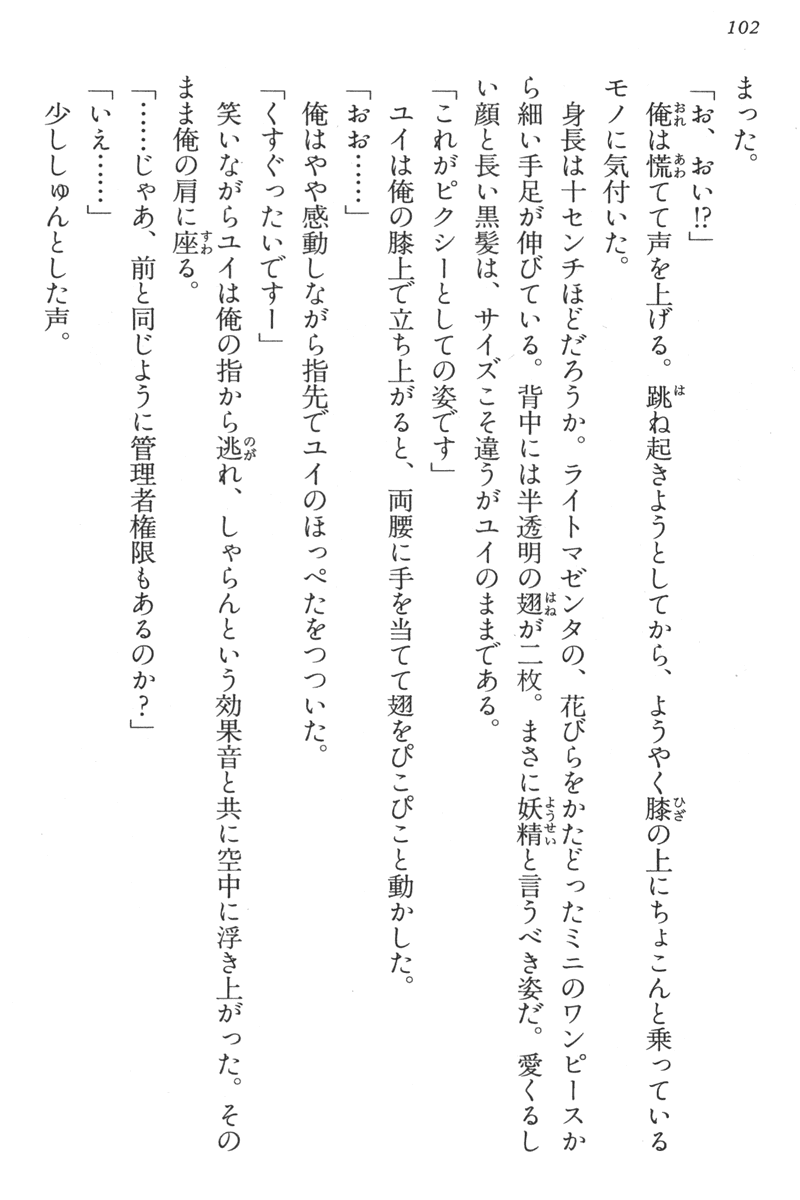 102
まった。
「お、おい!?」
俺は慌てて声を上げる。跳ね起きようとしてから、ようやく膝の上にちょこんと乗っている
モノに気付いた。
身長は十センチほどだろうか。ライトマゼンタの、花びらをかたどったミニのワンピースか
ら細い手足が伸びている。背中には半透明の翅が二枚。まさに妖精と言うべき姿だ。愛くるし
い顔と長い黒髪は、サイズこそ違うがユイのままである。
「これがピクシーとしての姿です」
ユイは俺の膝上で立ち上がると、両腰に手を当てて翅をぴこぴこと動かした。
「おお……」
俺はやや感動しながら指先でユイのほっぺたをつついた。
「くすぐったいですー」
笑いながらユイは俺の指から逃れ、しゃらんという効果音と共に空中に浮き上がった。その
まま俺の肩に座る。
「……じゃあ、前と同じように管理者権限もあるのか？」
「いえ……」
少ししゅんとした声。